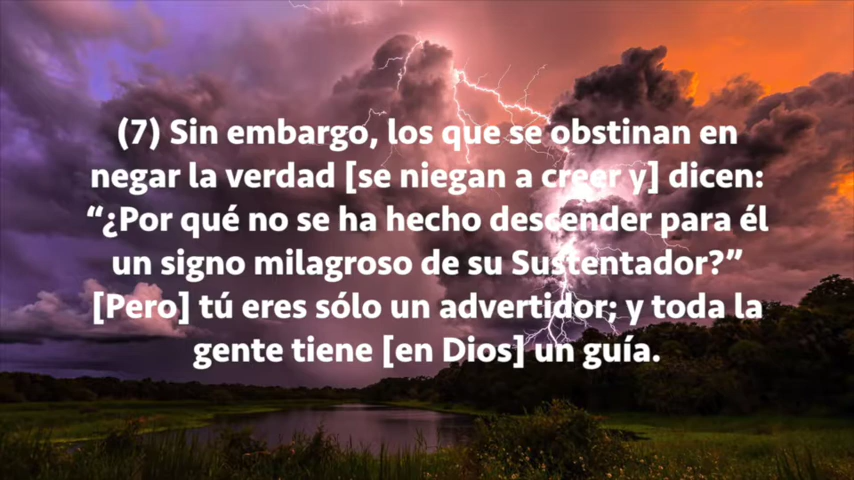 (7) Sin embargo, los que se obstinan en
negar la verdad [se niegan a creer y] dicen:
“¿Por qué no se ha hecho descender para él
un signo milagroso de su Sustentador?”
[Pero] tú eres sólo un advertidor; y toda la
gente tiene [en Dios] un guía.